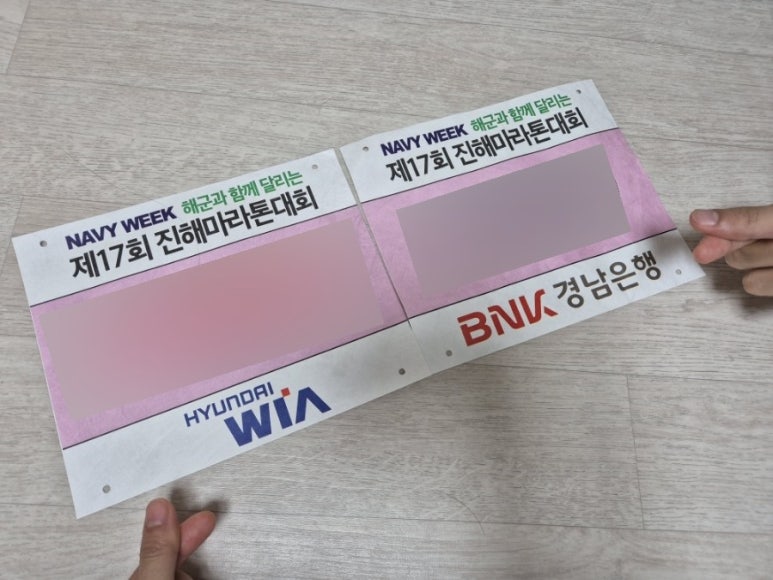 NAVY WEEK 해군과 함께 달리는
제17회 진해마라톤대회
HYUNDAI
WIA
NAVY WEEK 해군과 함께 달리는
제17회 진해마라톤대회
BNK 경남은행